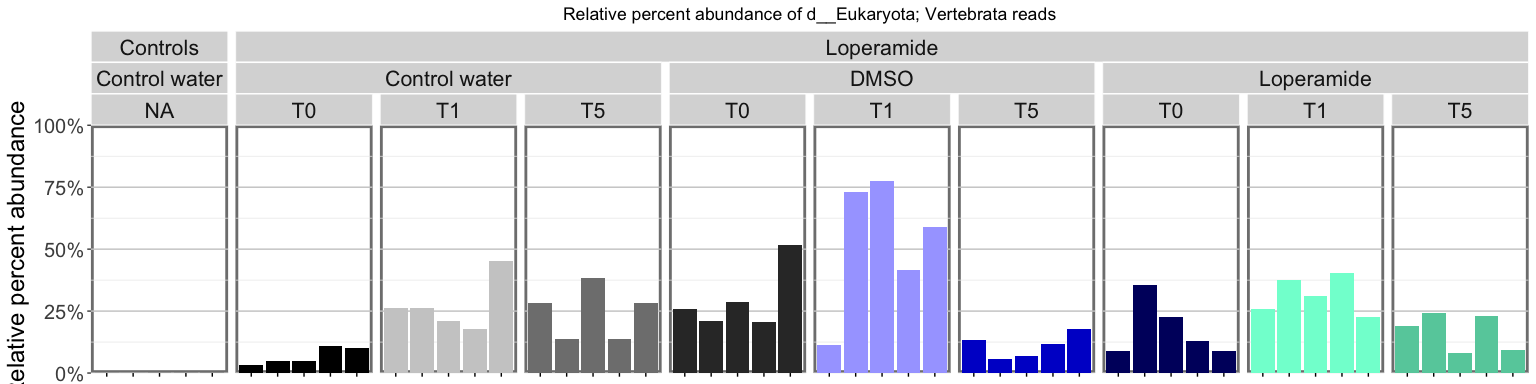 Relative percent abundance of d__Eukaryota; Vertebrata reads
Controls Loperamide
Control water Control water DMSO Loperamide
NA T0 T1 T5 T0 T1 T5 T0 T1 T5
Relative percent abundance
100%
75%
50%
25%
0%